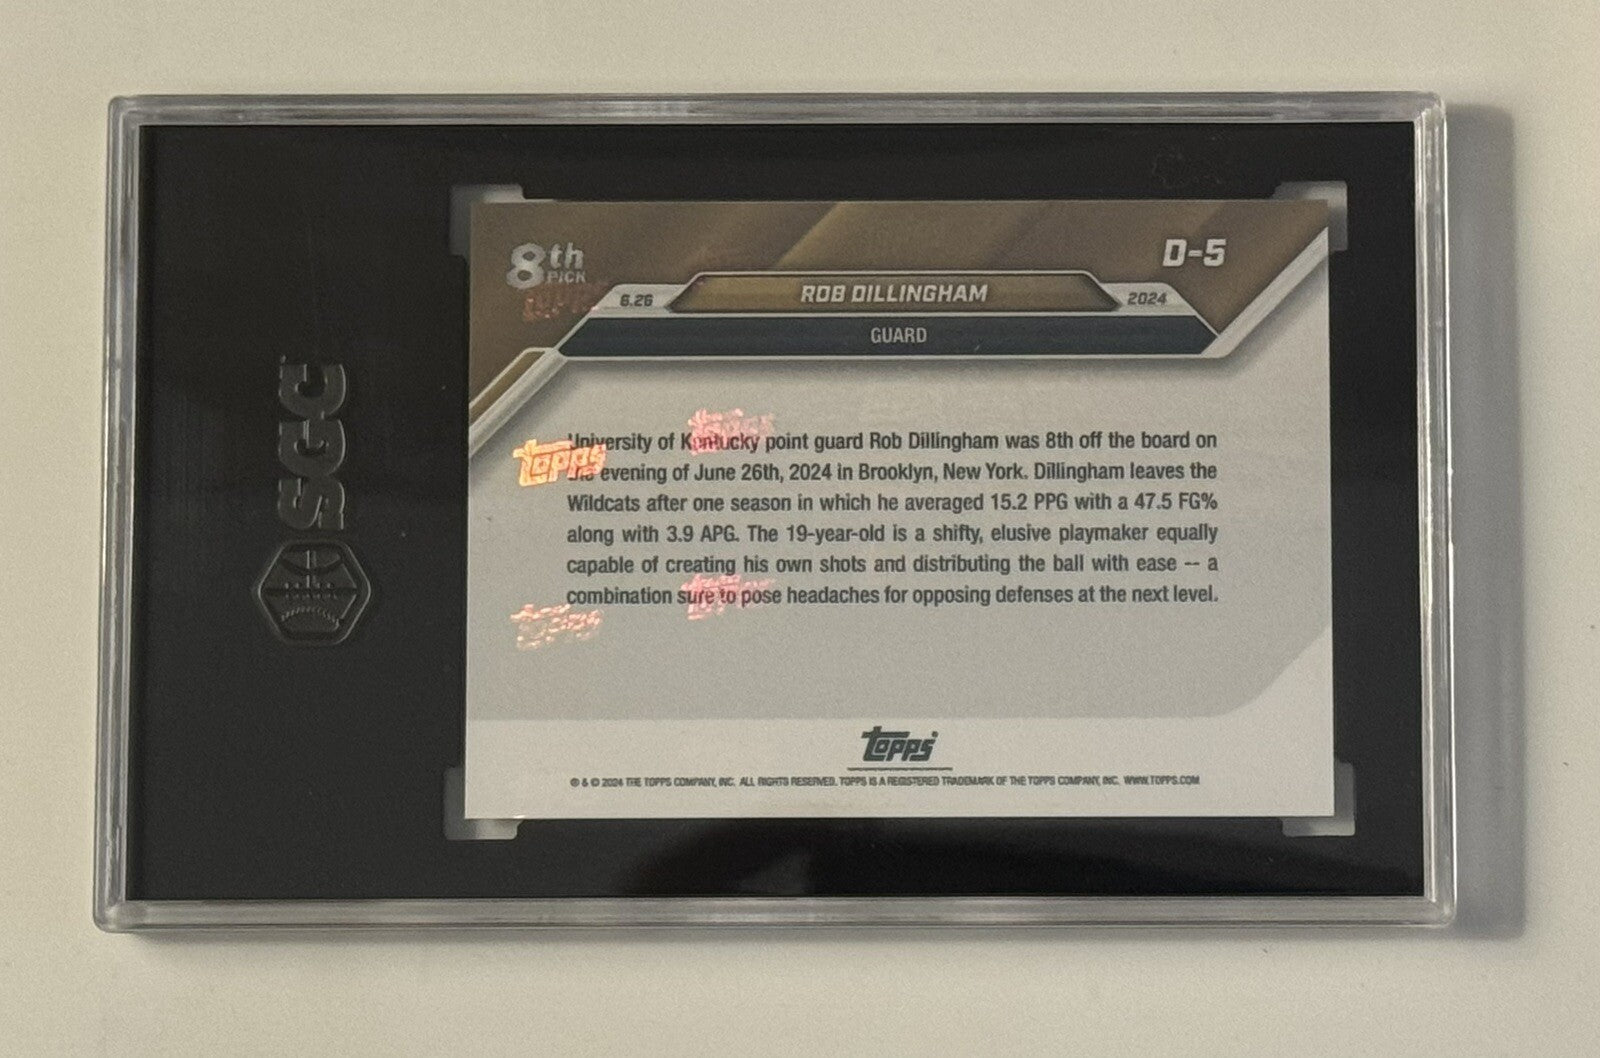 SGC
8th
PICK
D-5
6.26
ROB DILLINGHAM
2024
GUARD
University of Kentucky point guard Rob Dillingham was 8th off the board on
the evening of June 26th, 2024 in Brooklyn, New York. Dillingham leaves the
Wildcats after one season in which he averaged 15.2 PPG with a 47.5 FG%
along with 3.9 APG. The 19-year-old is a shifty, elusive playmaker equally
capable of creating his own shots and distributing the ball with ease -- a
combination sure to pose headaches for opposing defenses at the next level.
Topps
Topps
Topps
Topps
Topps
® & © 2024 THE TOPPS COMPANY, INC. ALL RIGHTS RESERVED. TOPPS IS A REGISTERED TRADEMARK OF THE TOPPS COMPANY, INC. WWW.TOPPS.COM